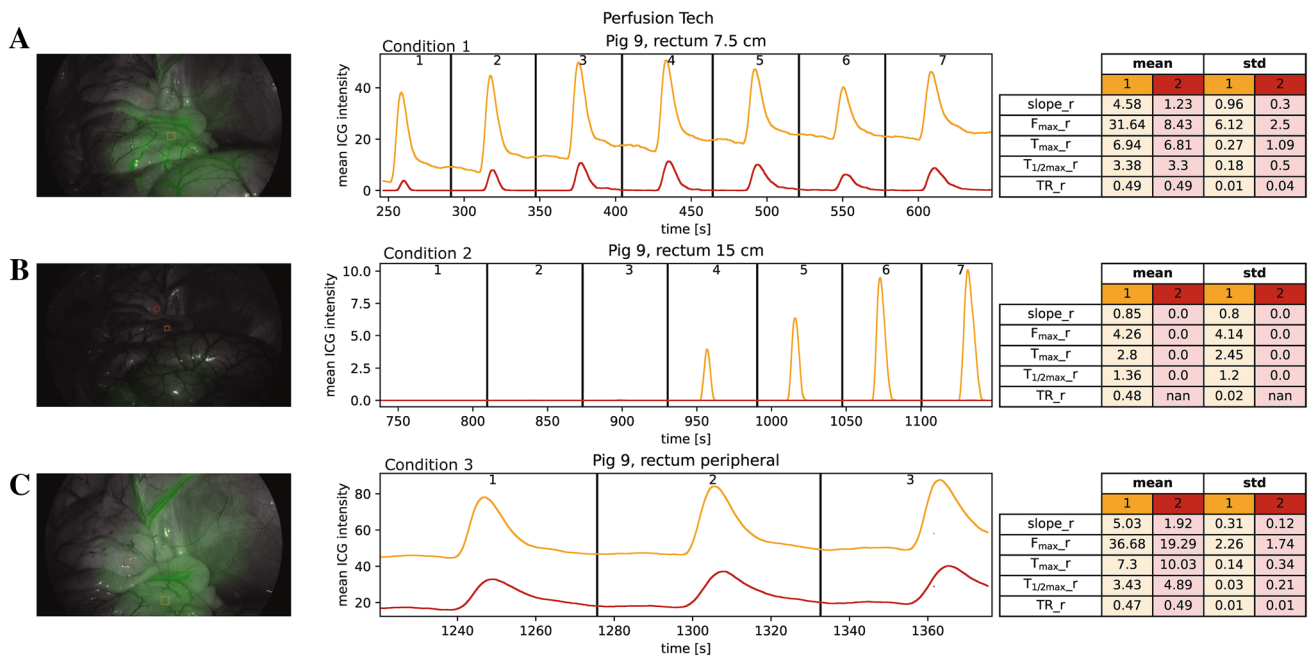 Perfusion Tech
A
Condition 1
Pig 9, rectum 7.5 cm
1 2 3 4 5 6 7
mean ICG intensity
40
20
0
250 300 350 400 450 500 550 600
time [s]
mean std
1 2 1 2
slope_r 4.58 1.23 0.96 0.3
Fmax_r 31.64 8.43 6.12 2.5
Tmax_r 6.94 6.81 0.27 1.09
T1/2max_r 3.38 3.3 0.18 0.5
TR_r 0.49 0.49 0.01 0.04
B
Condition 2
Pig 9, rectum 15 cm
1 2 3 4 5 6 7
mean ICG intensity
10.0
7.5
5.0
2.5
0.0
750 800 850 900 950 1000 1050 1100
time [s]
mean std
1 2 1 2
slope_r 0.85 0.0 0.8 0.0
Fmax_r 4.26 0.0 4.14 0.0
Tmax_r 2.8 0.0 2.45 0.0
T1/2max_r 1.36 0.0 1.2 0.0
TR_r 0.48 nan 0.02 nan
C
Condition 3
Pig 9, rectum peripheral
1 2 3
mean ICG intensity
80
60
40
20
1240 1260 1280 1300 1320 1340 1360
time [s]
mean std
1 2 1 2
slope_r 5.03 1.92 0.31 0.12
Fmax_r 36.68 19.29 2.26 1.74
Tmax_r 7.3 10.03 0.14 0.34
T1/2max_r 3.43 4.89 0.03 0.21
TR_r 0.47 0.49 0.01 0.01